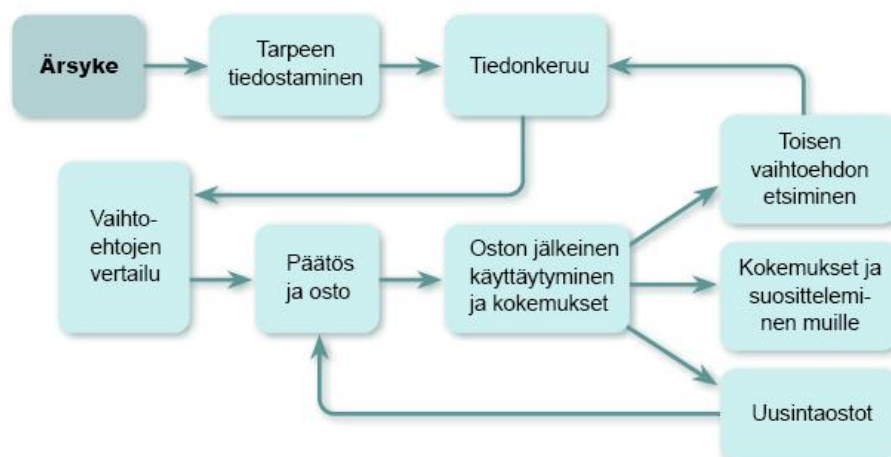 Ärsyke
Tarpeen
tiedostaminen
Tiedonkeruu
Vaihto-
ehtojen
vertailu
Päätös
ja osto
Oston jälkeinen
käyttäytyminen
ja kokemukset
Toisen
vaihtoehdon
etsiminen
Kokemukset ja
suosittelemi-
nen muille
Uusintaostot